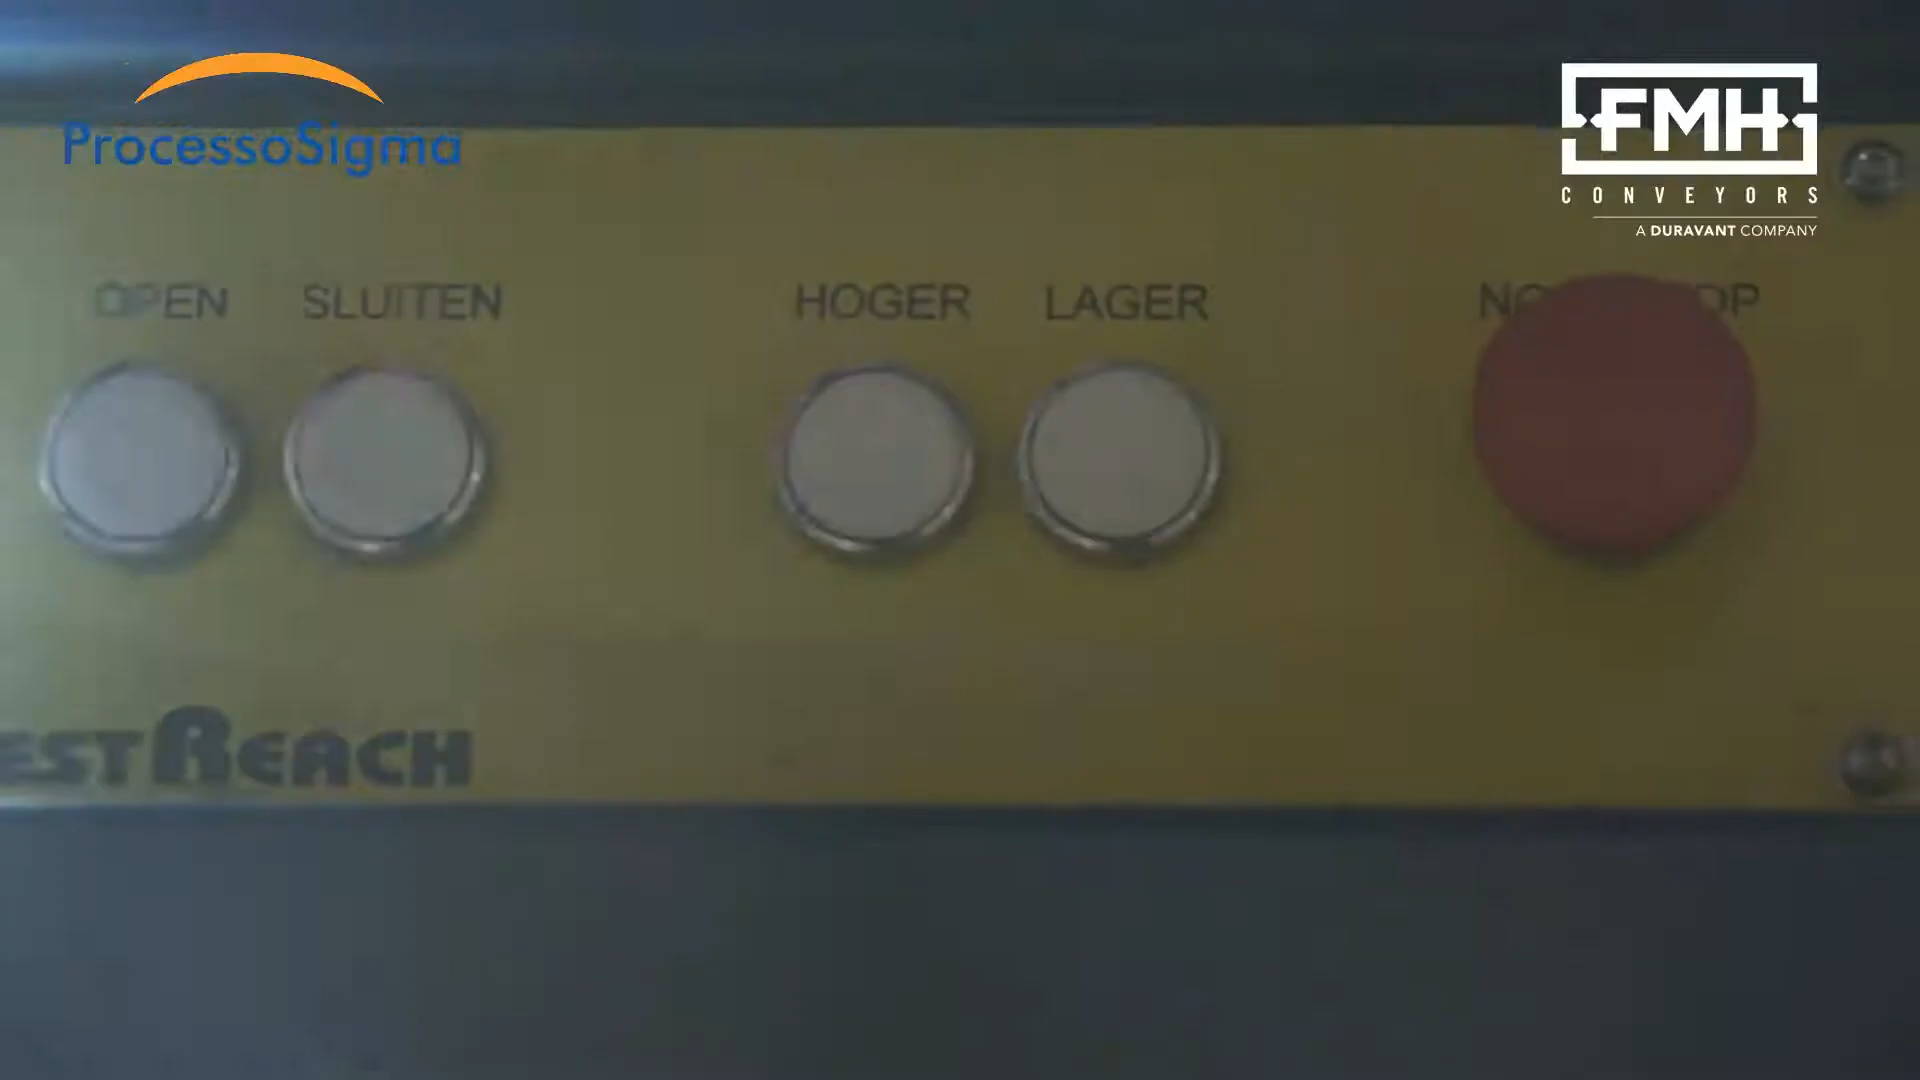 ProcessoSigma
FMH
CONVEYORS
A DURAVANT COMPANY
OPEN SLUITEN HOGER LAGER
REACH